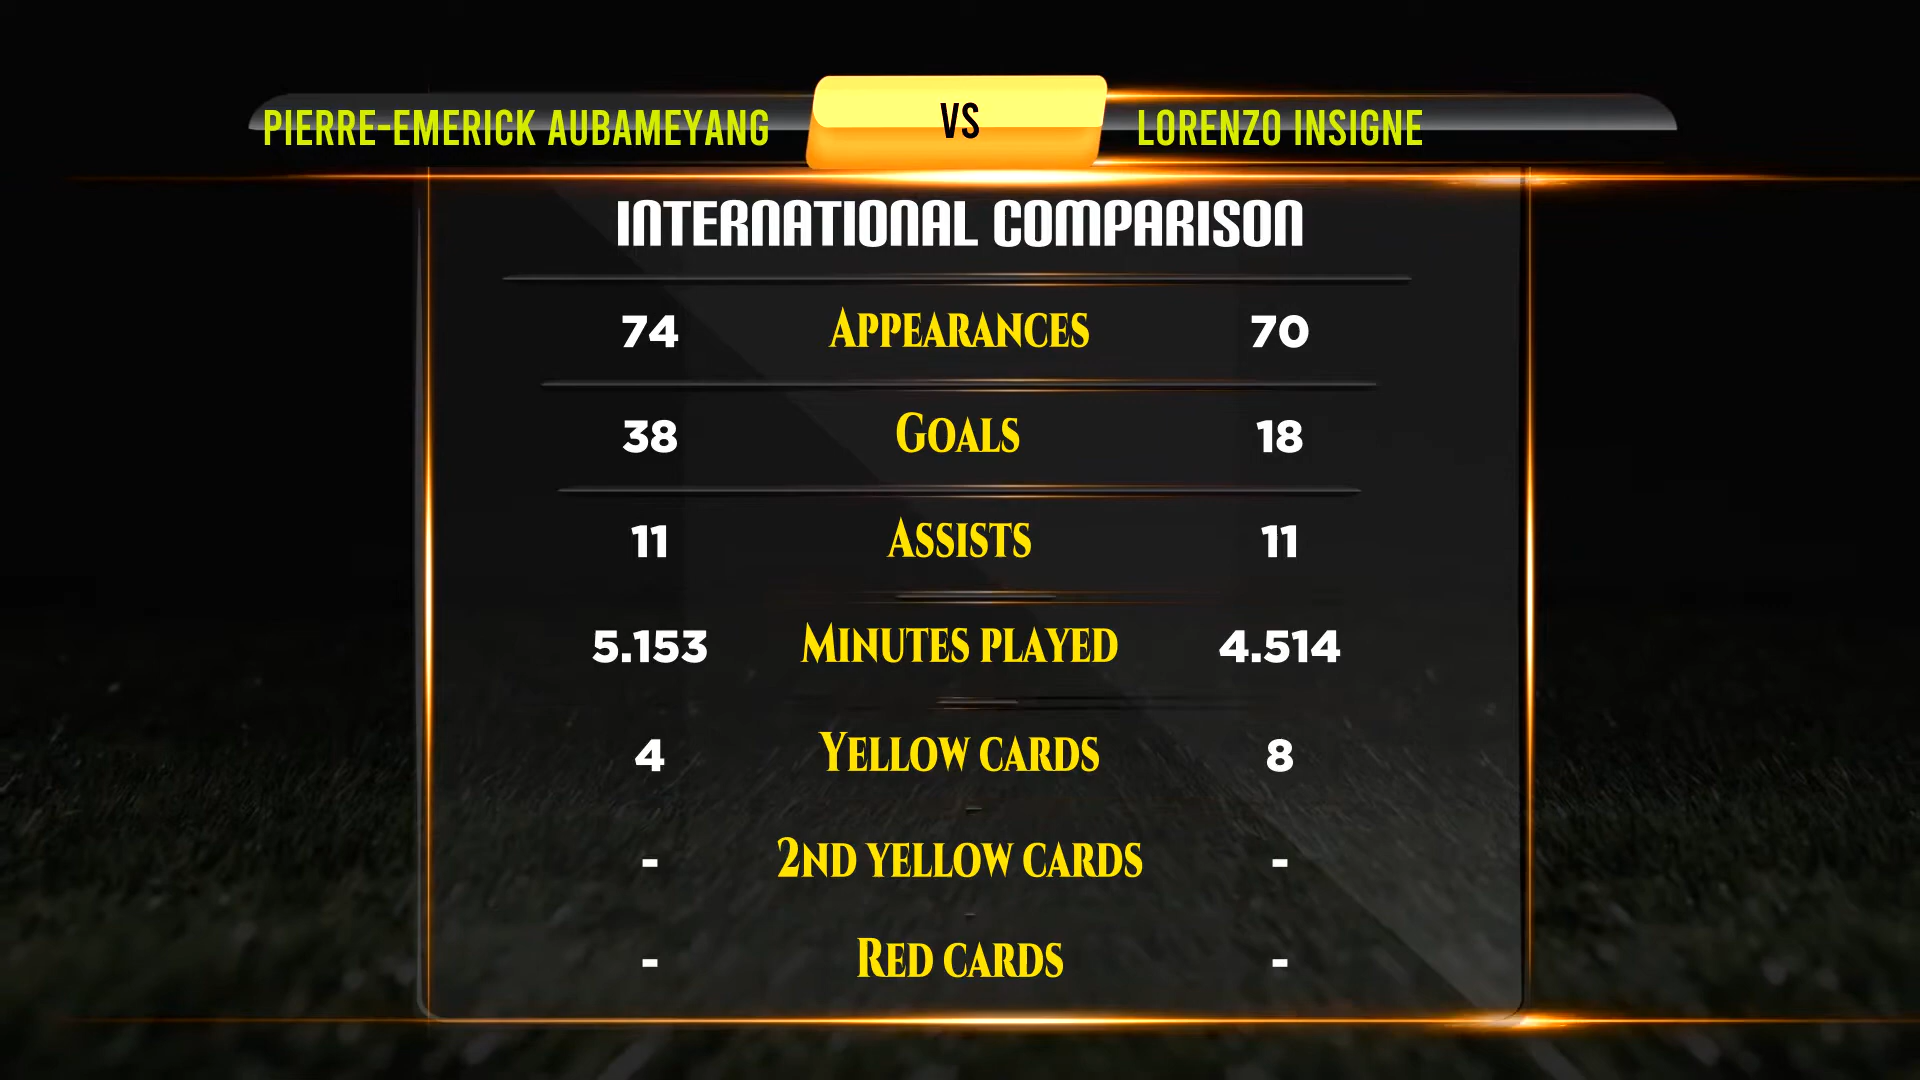 PIERRE-EMERICK AUBAMEYANG VS LORENZO INSIGNE
INTERNATIONAL COMPARISON
74 APPEARANCES 70
38 GOALS 18
11 ASSISTS 11
5.153 MINUTES PLAYED 4.514
4 YELLOW CARDS 8
- 2ND YELLOW CARDS -
- RED CARDS -